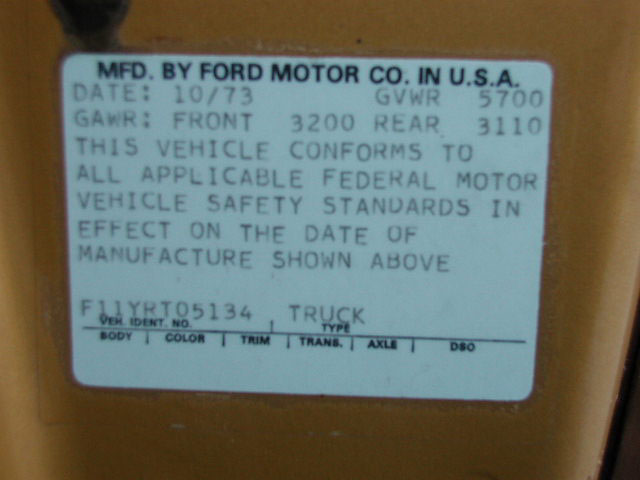 MFD. BY FORD MOTOR CO. IN U.S.A.
DATE: 10/73 GVWR 5700
GAWR: FRONT 3200 REAR 3110
THIS VEHICLE CONFORMS TO
ALL APPLICABLE FEDERAL MOTOR
VEHICLE SAFETY STANDARDS IN
EFFECT ON THE DATE OF
MANUFACTURE SHOWN ABOVE
F11YRT05134 TRUCK
VEH. IDENT. NO. TYPE
BODY COLOR TRIM TRANS. AXLE DSO